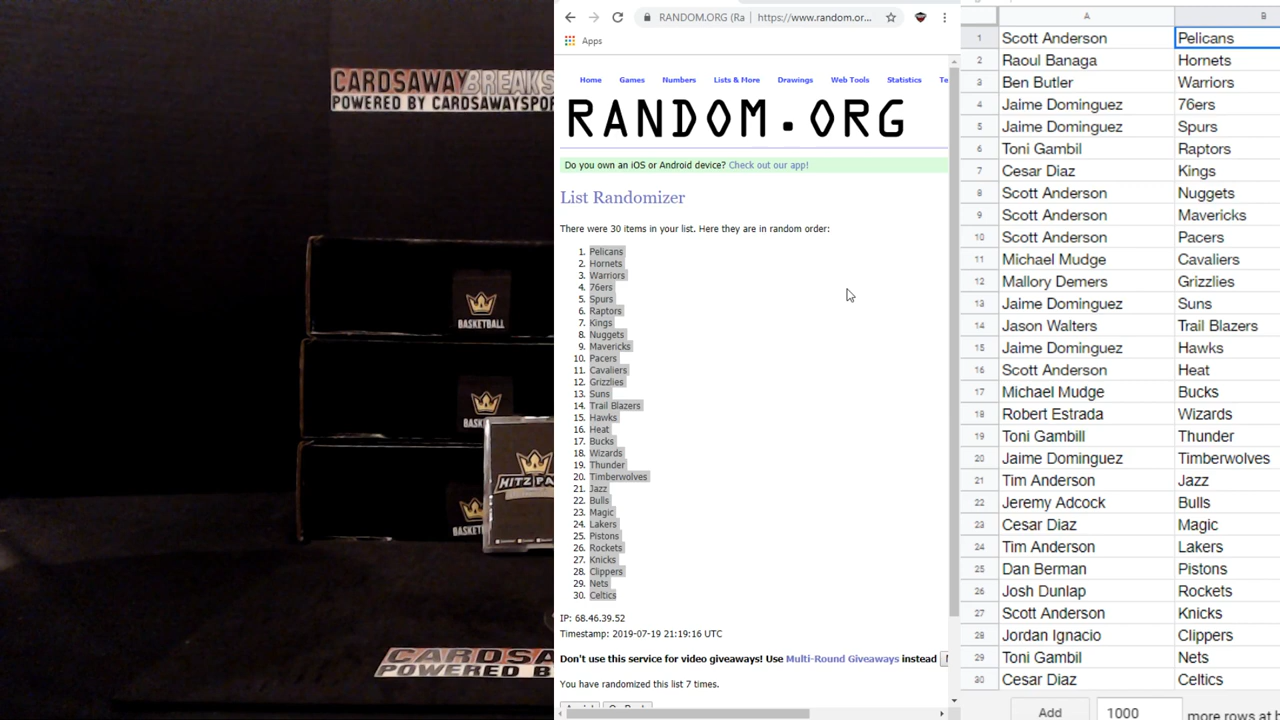 CARDSAWAYBREAKS
POWERED BY CARDSAWAYSPO
BASKETBALL
BASK
HITZ PA
BASKET
CARDSA
POWERED B
RANDOM.ORG (Ra
https://www.random.or...
Apps
Home Games Numbers Lists & More Drawings Web Tools Statistics Te
RANDOM.ORG
Do you own an iOS or Android device? Check out our app!
List Randomizer
There were 30 items in your list. Here they are in random order:
1. Pelicans
2. Hornets
3. Warriors
4. 76ers
5. Spurs
6. Raptors
7. Kings
8. Nuggets
9. Mavericks
10. Pacers
11. Cavaliers
12. Grizzlies
13. Suns
14. Trail Blazers
15. Hawks
16. Heat
17. Bucks
18. Wizards
19. Thunder
20. Timberwolves
21. Jazz
22. Bulls
23. Magic
24. Lakers
25. Pistons
26. Rockets
27. Knicks
28. Clippers
29. Nets
30. Celtics
IP: 68.46.39.52
Timestamp: 2019-07-19 21:19:16 UTC
Don't use this service for video giveaways! Use Multi-Round Giveaways instead
You have randomized this list 7 times.
A B
1 Scott Anderson Pelicans
2 Raoul Banaga Hornets
3 Ben Butler Warriors
4 Jaime Dominguez 76ers
5 Jaime Dominguez Spurs
6 Toni Gambil Raptors
7 Cesar Diaz Kings
8 Scott Anderson Nuggets
9 Scott Anderson Mavericks
10 Scott Anderson Pacers
11 Michael Mudge Cavaliers
12 Mallory Demers Grizzlies
13 Jaime Dominguez Suns
14 Jason Walters Trail Blazers
15 Jaime Dominguez Hawks
16 Scott Anderson Heat
17 Michael Mudge Bucks
18 Robert Estrada Wizards
19 Toni Gambill Thunder
20 Jaime Dominguez Timberwolves
21 Tim Anderson Jazz
22 Jeremy Adcock Bulls
23 Cesar Diaz Magic
24 Tim Anderson Lakers
25 Dan Berman Pistons
26 Josh Dunlap Rockets
27 Scott Anderson Knicks
28 Jordan Ignacio Clippers
29 Toni Gambil Nets
30 Cesar Diaz Celtics
Add 1000 more rows at b